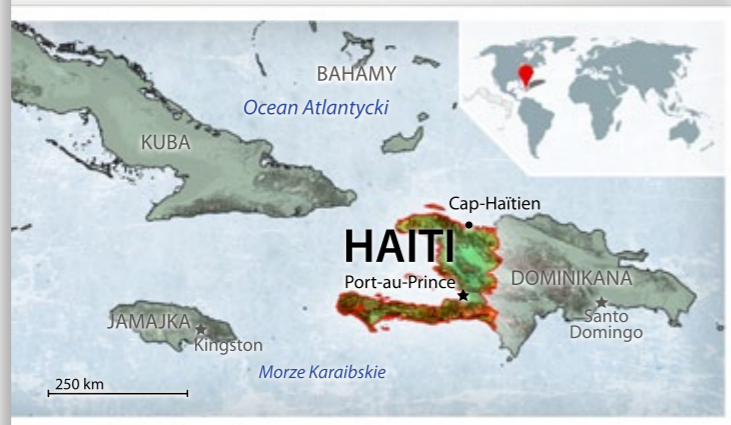 BAHAMY
Ocean Atlantycki
KUBA
Cap-Haïtien
HAITI
Port-au-Prince
DOMINIKANA
Santo
Domingo
JAMAJKA
Kingston
Morze Karaibskie
250 km